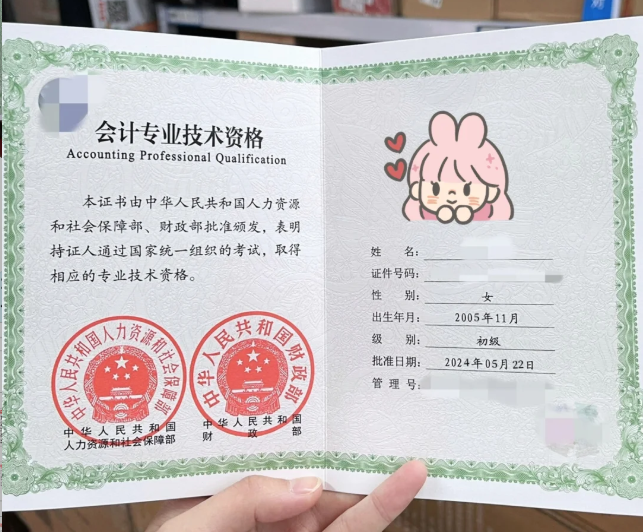 会计专业技术资格
Accounting Professional Qualification
本证书由中华人民共和国人力资源
和社会保障部、财政部批准颁发，表明
持证人通过国家统一组织的考试，取得
相应的专业技术资格。
中华人民共和国人力资源和社会保障部
中华人民共和国财政部
中华人民共和国
人力资源和社会保障部
中华人民共和国
财政部
姓名：
证件号码：
性别：女
出生年月：2005年11月
级别：初级
批准日期：2024年05月22日
管理号：